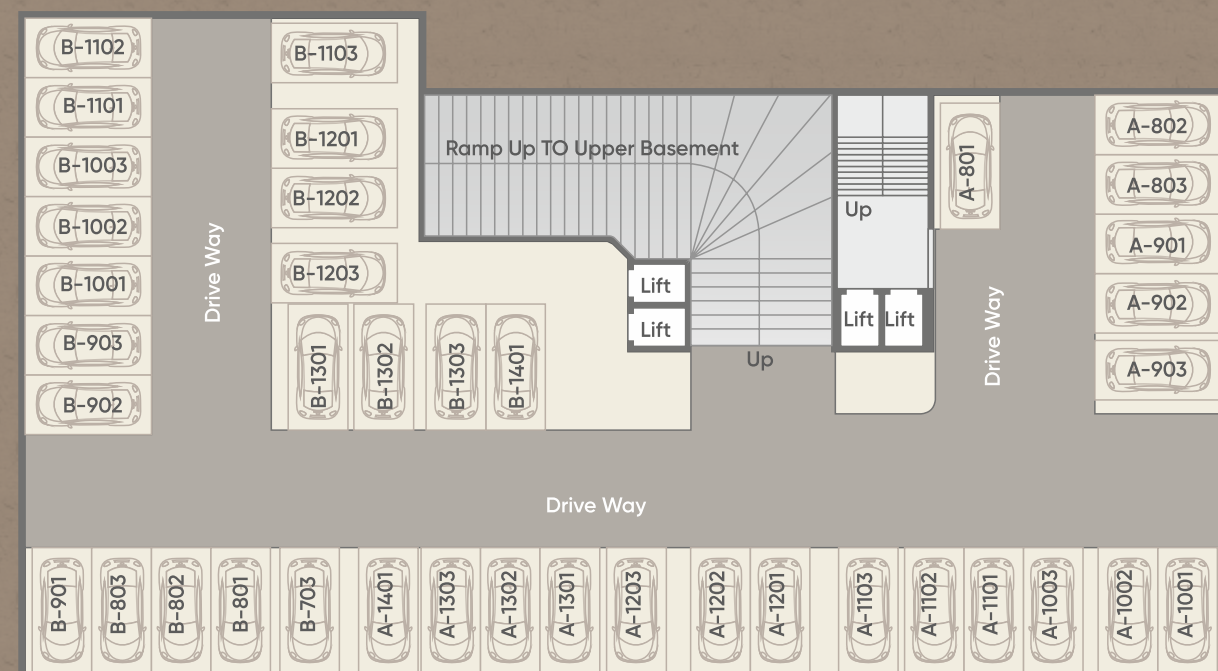 B-1102
B-1101
B-1003
B-1002
B-1001
B-903
B-902
Drive Way
B-1103
B-1201
B-1202
B-1203
B-1301
B-1302
B-1303
B-1401
Ramp Up TO Upper Basement
Lift
Lift
Up
Up
Lift
Lift
A-801
Drive Way
A-802
A-803
A-901
A-902
A-903
Drive Way
B-901
B-803
B-802
B-801
B-703
A-1401
A-1303
A-1302
A-1301
A-1203
A-1202
A-1201
A-1103
A-1102
A-1101
A-1003
A-1002
A-1001